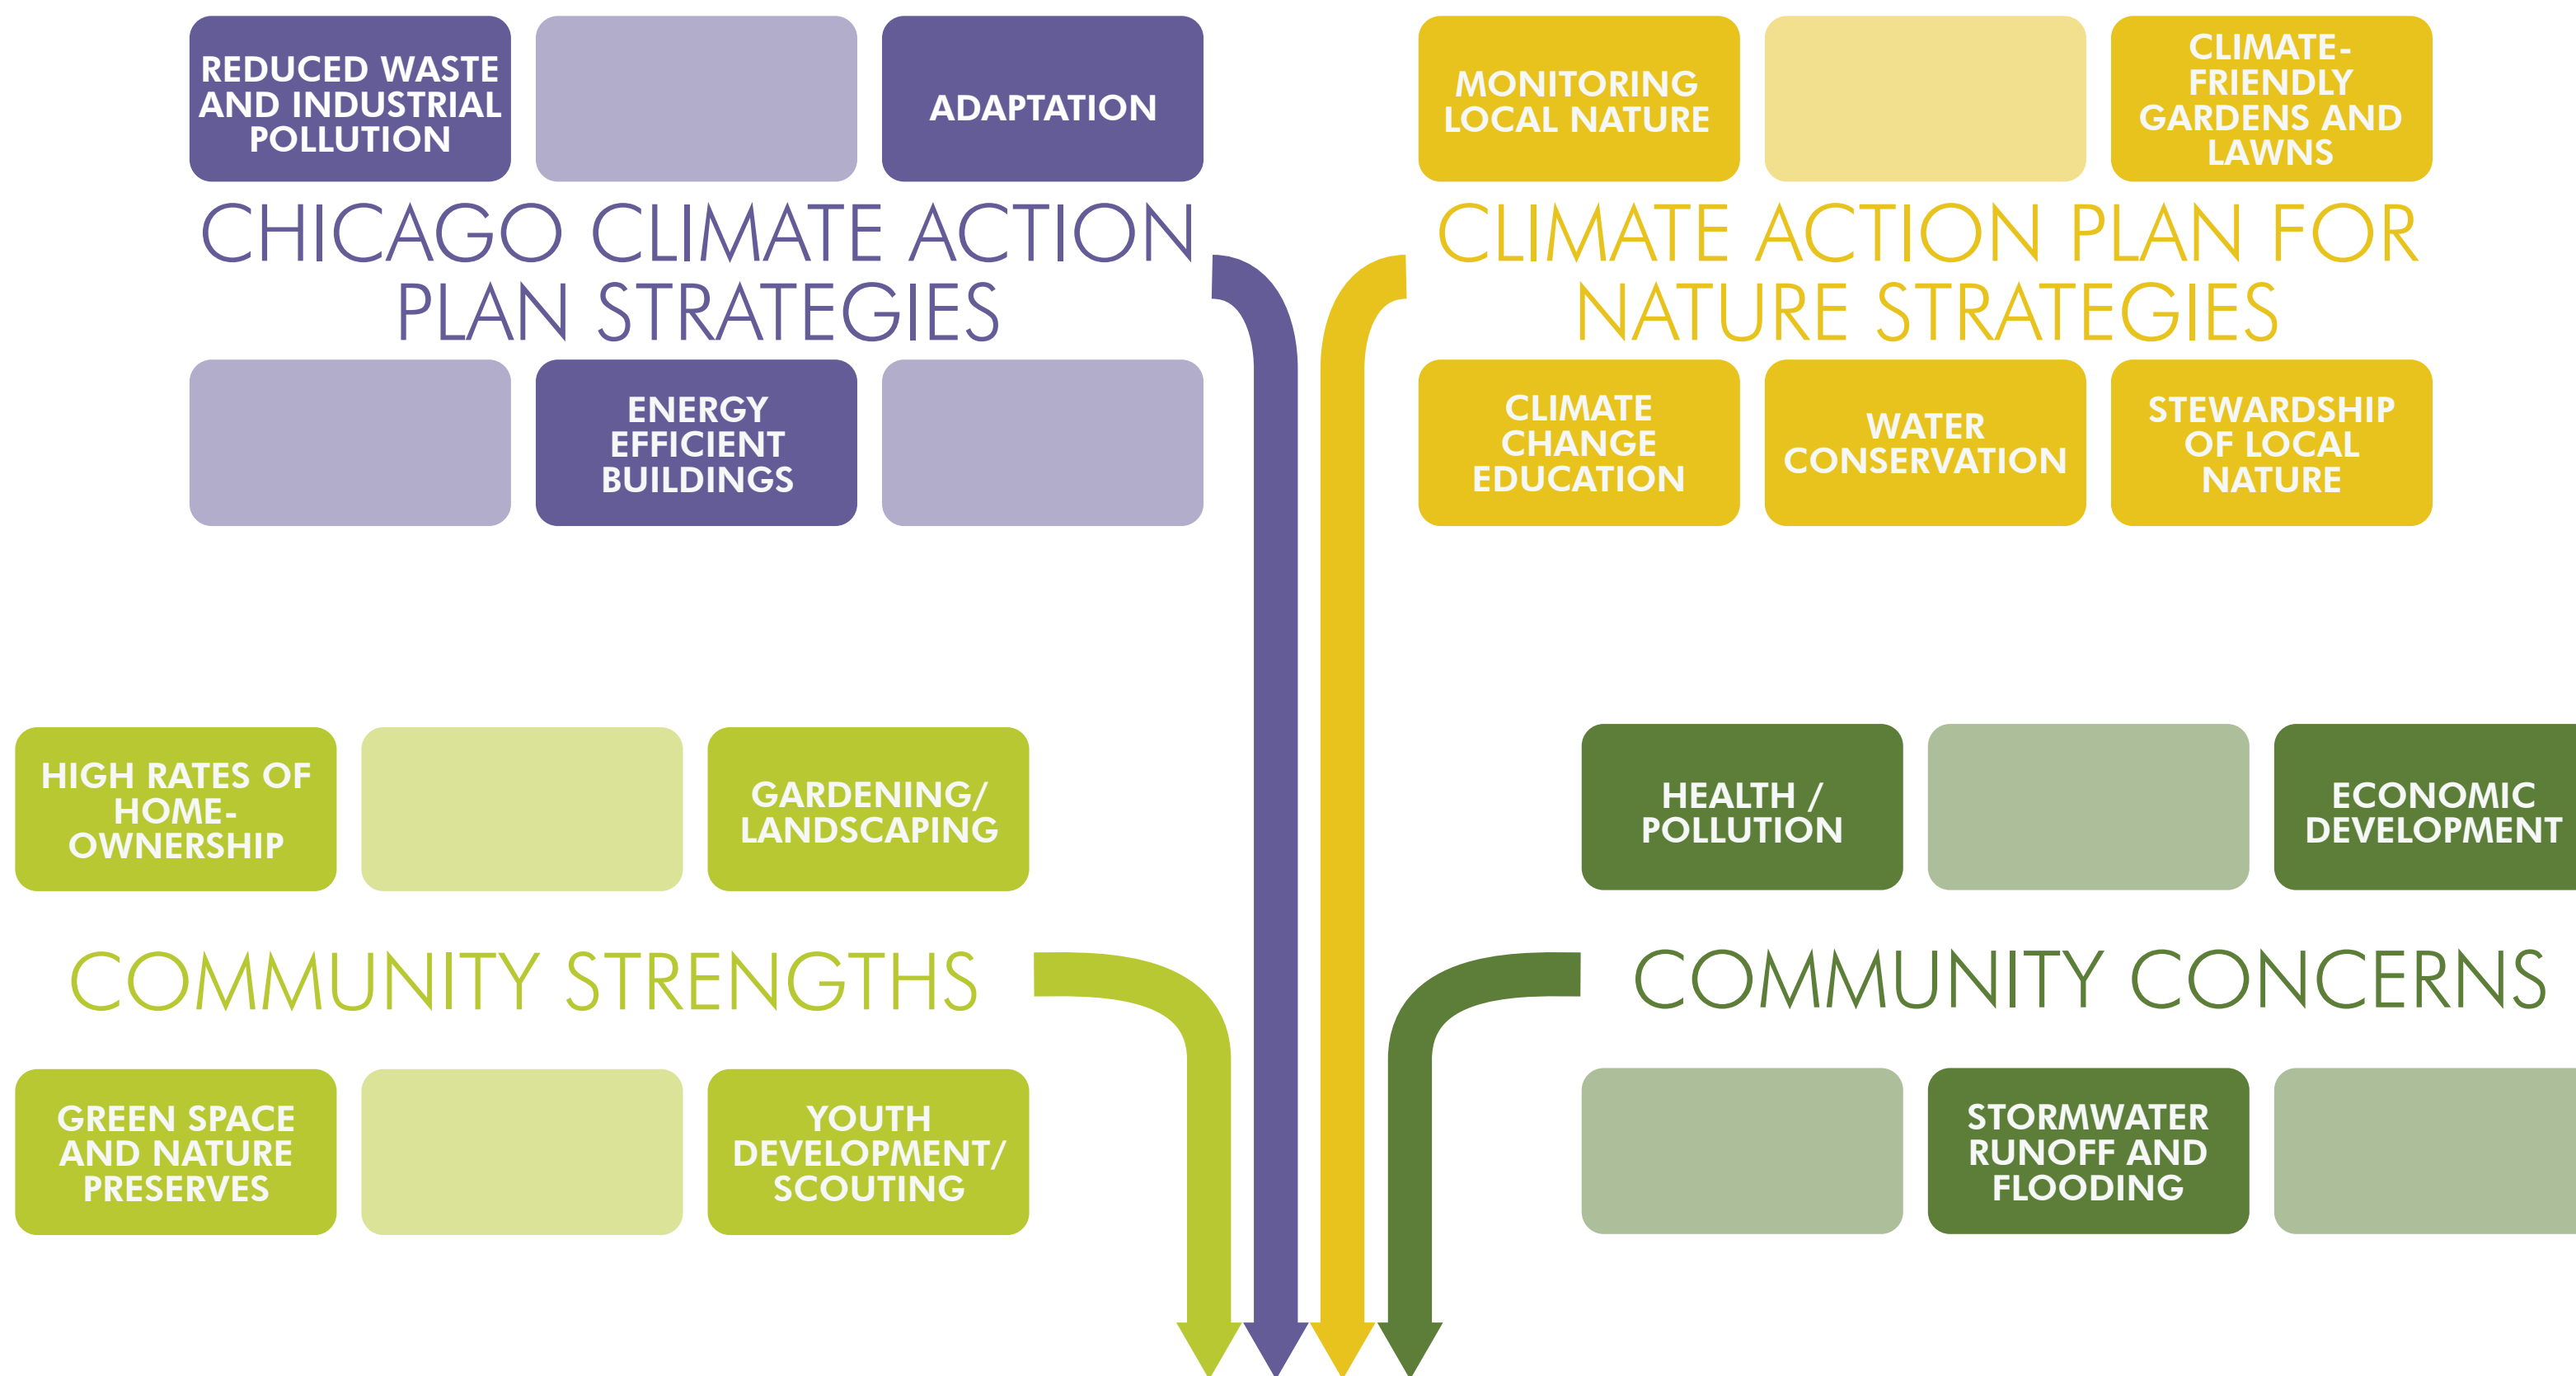 REDUCED WASTE
AND INDUSTRIAL
POLLUTION
ADAPTATION
CHICAGO CLIMATE ACTION
PLAN STRATEGIES
ENERGY
EFFICIENT
BUILDINGS
MONITORING
LOCAL NATURE
CLIMATE-
FRIENDLY
GARDENS AND
LAWNS
CLIMATE ACTION PLAN FOR
NATURE STRATEGIES
CLIMATE
CHANGE
EDUCATION
WATER
CONSERVATION
STEWARDSHIP
OF LOCAL
NATURE
HIGH RATES OF
HOME-
OWNERSHIP
GARDENING/
LANDSCAPING
COMMUNITY STRENGTHS
GREEN SPACE
AND NATURE
PRESERVES
YOUTH
DEVELOPMENT/
SCOUTING
HEALTH /
POLLUTION
ECONOMIC
DEVELOPMENT
COMMUNITY CONCERNS
STORMWATER
RUNOFF AND
FLOODING